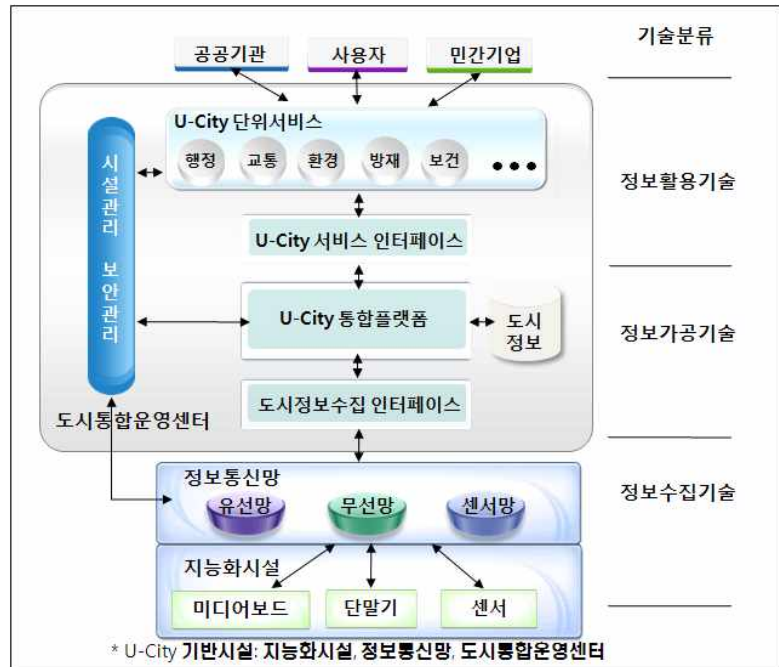 공공기관 사용자 민간기업 기술분류
U-City 단위서비스
행정 교통 환경 방재 보건 •••
시설관리 보안관리
정보활용기술
U-City 서비스 인터페이스
U-City 통합플랫폼
도시
정보
정보가공기술
도시정보수집 인터페이스
도시통합운영센터
정보통신망
유선망 무선망 센서망
정보수집기술
지능화시설
미디어보드 단말기 센서
* U-City 기반시설: 지능화시설, 정보통신망, 도시통합운영센터